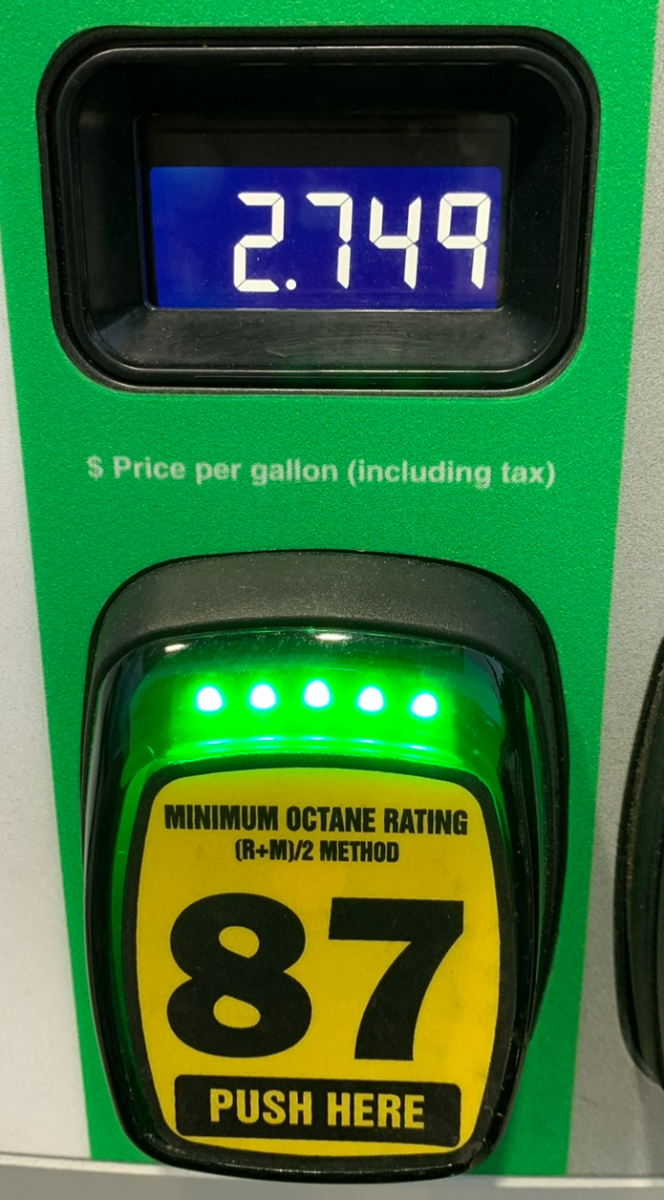 2.749
$ Price per gallon (including tax)
MINIMUM OCTANE RATING
(R+M)/2 METHOD
87
PUSH HERE